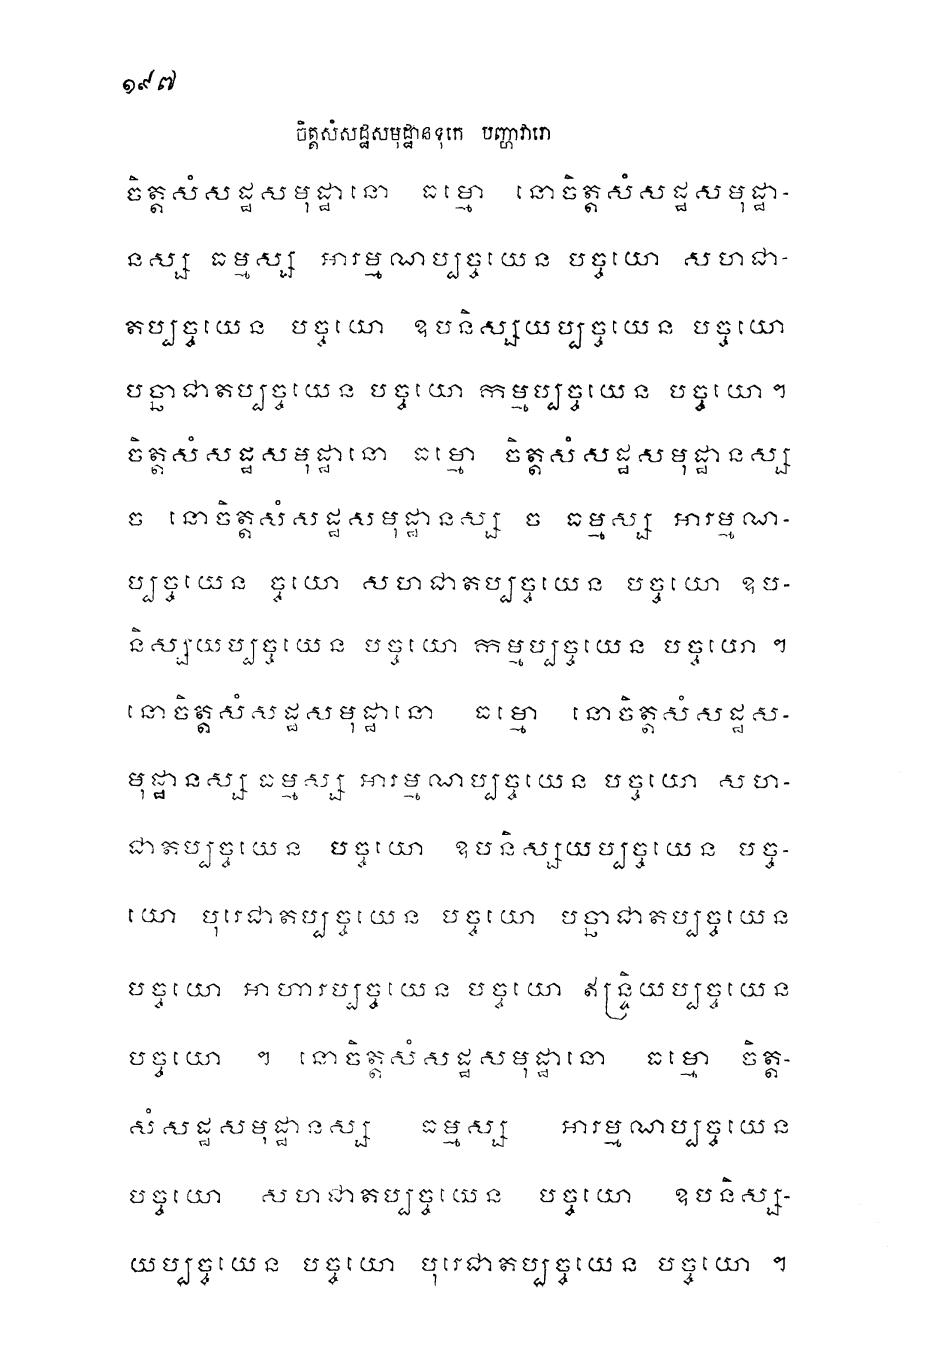 ១៩៧
ចិត្តសំសដ្ឋសមុដ្ឋានទុកេ បញ្ហាវារោ
ចិត្តសំសដ្ឋសមុដ្ឋានោ ធម្មោ នោចិត្តសំសដ្ឋសមុដ្ឋា-
នស្ស ធម្មស្ស អារម្មណប្បច្ចយេន បច្ចយោ សហជា-
តប្បច្ចយេន បច្ចយោ ឧបនិស្សយប្បច្ចយេន បច្ចយោ
បច្ឆាជាតប្បច្ចយេន បច្ចយោ កម្មប្បច្ចយេន បច្ចយោ ។
ចិត្តសំសដ្ឋសមុដ្ឋានោ ធម្មោ ចិត្តសំសដ្ឋសមុដ្ឋានស្ស
ច នោចិត្តសំសដ្ឋសមុដ្ឋានស្ស ច ធម្មស្ស អារម្មណ-
ប្បច្ចយេន ច្ចយោ សហជាតប្បច្ចយេន បច្ចយោ ឧប-
និស្សយប្បច្ចយេន បច្ចយោ កម្មប្បច្ចយេន បច្ចយោ ។
នោចិត្តសំសដ្ឋសមុដ្ឋានោ ធម្មោ នោចិត្តសំសដ្ឋស-
មុដ្ឋានស្ស ធម្មស្ស អារម្មណប្បច្ចយេន បច្ចយោ សហ-
ជាតប្បច្ចយេន បច្ចយោ ឧបនិស្សយប្បច្ចយេន បច្ច-
យោ បុរេជាតប្បច្ចយេន បច្ចយោ បច្ឆាជាតប្បច្ចយេន
បច្ចយោ អាហារប្បច្ចយេន បច្ចយោ ឥន្ទ្រិយប្បច្ចយេន
បច្ចយោ ។ នោចិត្តសំសដ្ឋសមុដ្ឋានោ ធម្មោ ចិត្ត-
សំសដ្ឋសមុដ្ឋានស្ស ធម្មស្ស អារម្មណប្បច្ចយេន
បច្ចយោ សហជាតប្បច្ចយេន បច្ចយោ ឧបនិស្ស-
យប្បច្ចយេន បច្ចយោ បុរេជាតប្បច្ចយេន បច្ចយោ ។